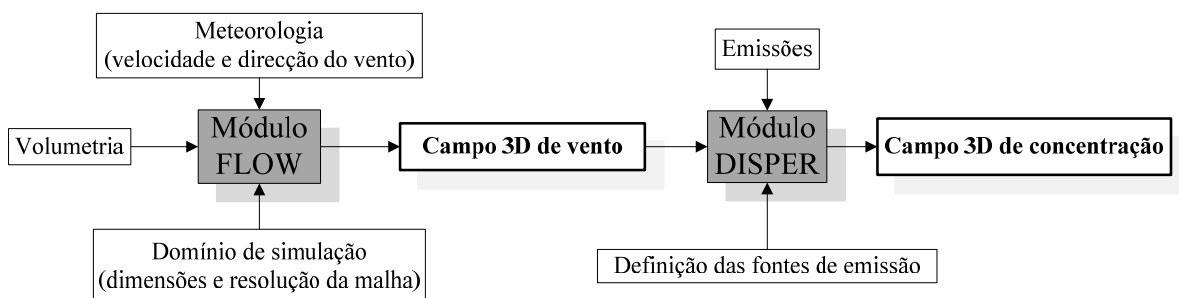 Meteorologia
(velocidade e direcção do vento)
Emissões
Volumetria
Módulo
FLOW
Campo 3D de vento
Módulo
DISPER
Campo 3D de concentração
Domínio de simulação
(dimensões e resolução da malha)
Definição das fontes de emissão